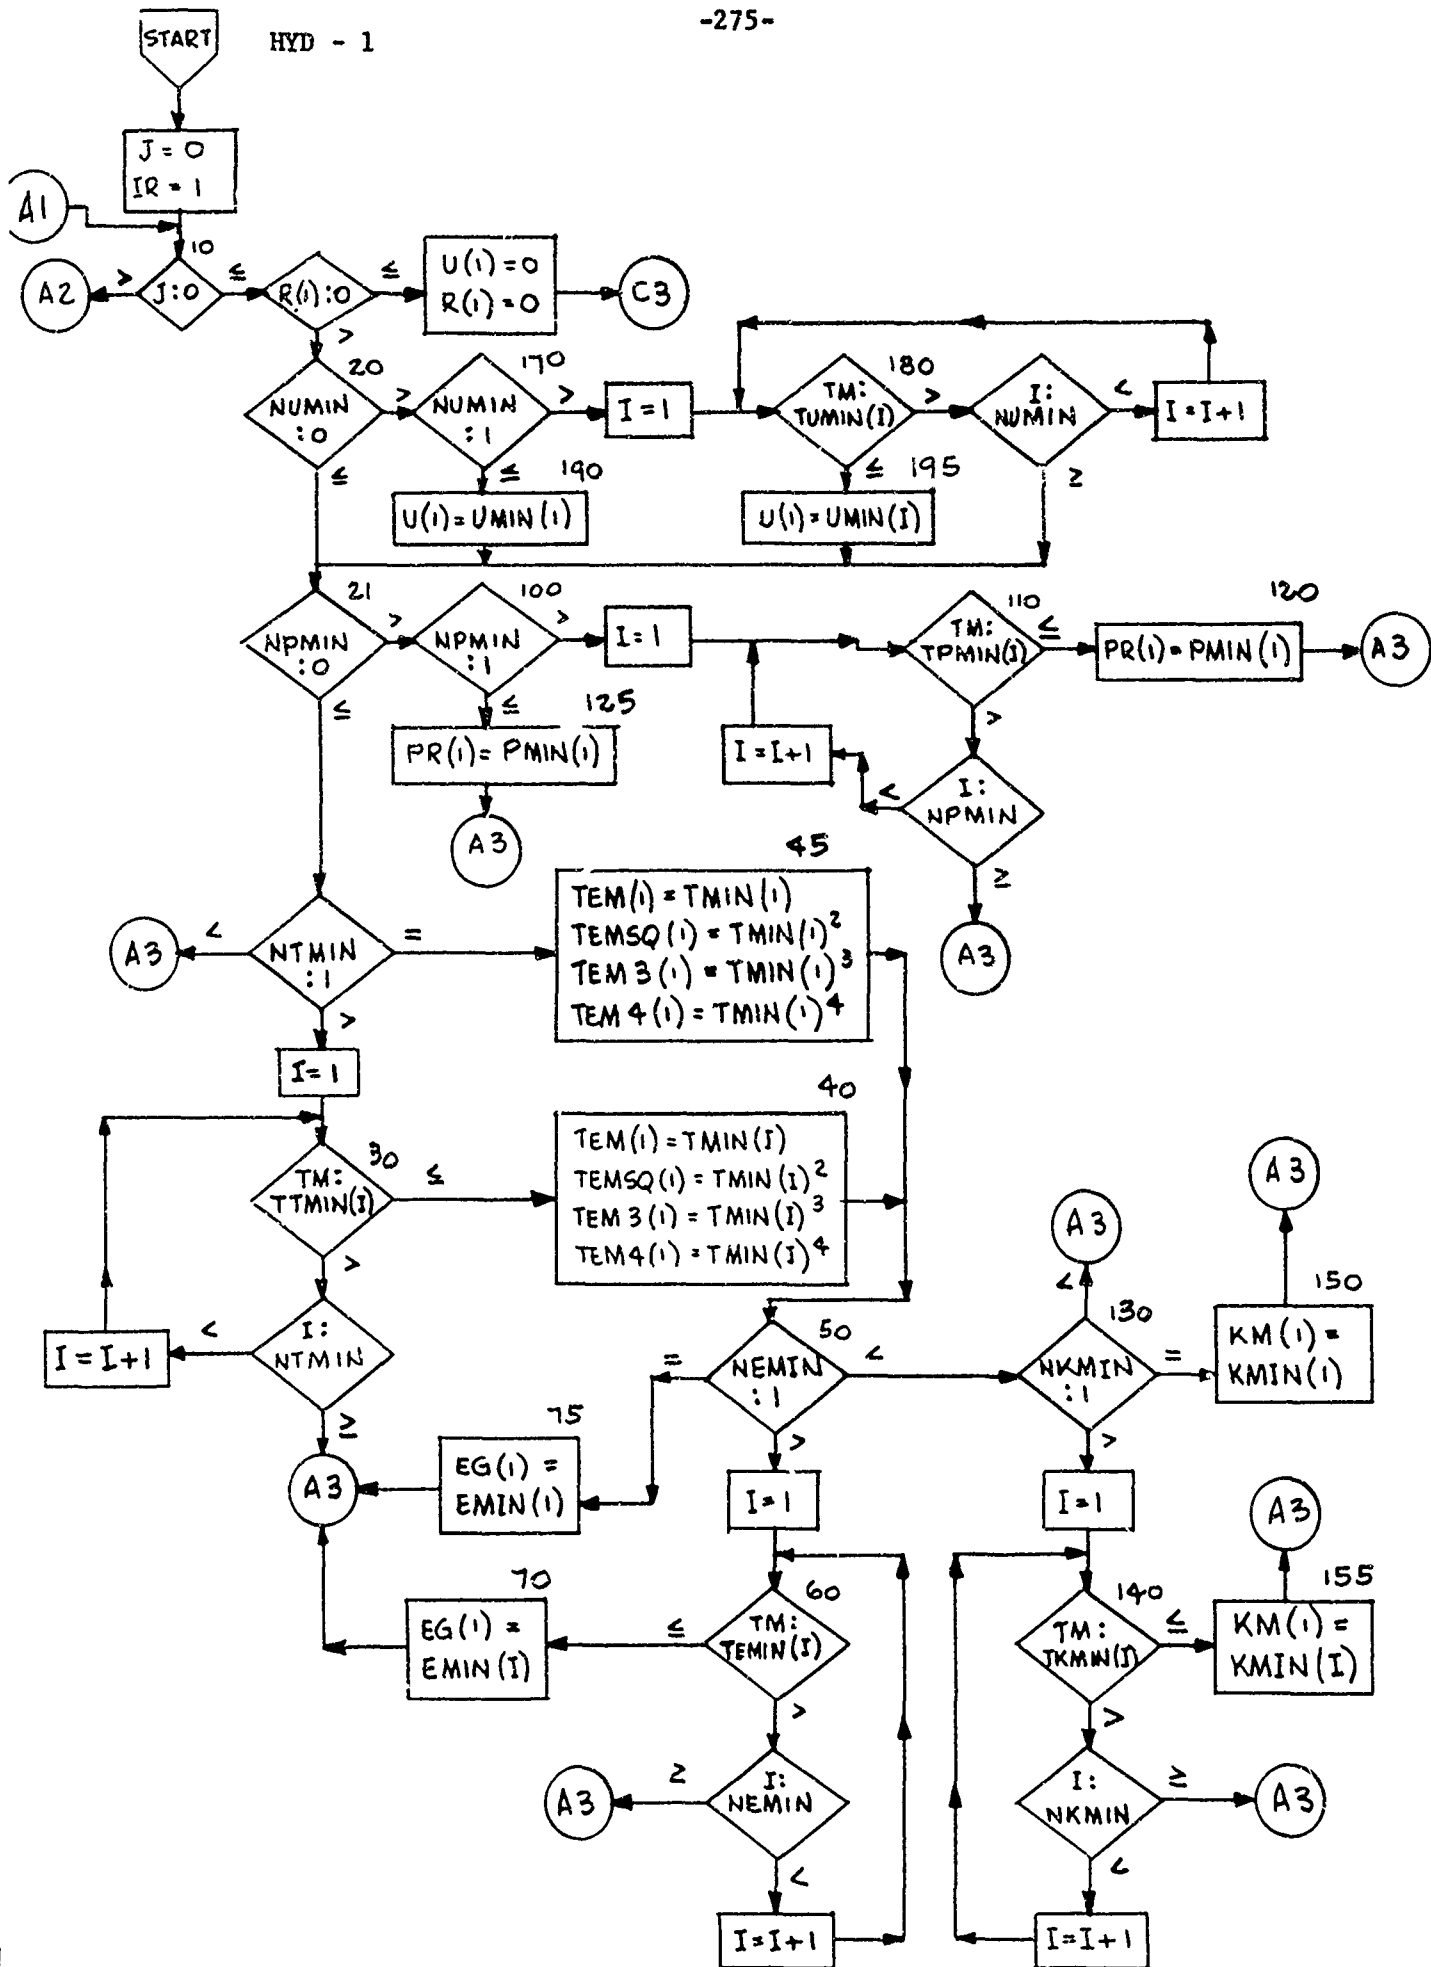 -275-
START
HYD - 1
J = 0
IR = 1
A1
10
A2
>
J:0
≤
R(1):0
≤
U(1)=0
R(1)=0
C3
>
20
NUMIN
:0
>
170
NUMIN
:1
>
I=1
180
TM:
TUMIN(I)
>
I:
NUMIN
<
I=I+1
≤
≤
190
U(1)=UMIN(1)
≤
195
U(1)=UMIN(I)
≥
21
NPMIN
:0
>
100
NPMIN
:1
>
I=1
110
TM:
TPMIN(I)
≤
120
PR(1)=PMIN(1)
A3
≤
≤
125
PR(1)=PMIN(1)
A3
I=I+1
>
<
I:
NPMIN
≥
A3
A3
<
NTMIN
:1
=
45
TEM(1)=TMIN(1)
TEMSQ(1)=TMIN(1)²
TEM3(1)=TMIN(1)³
TEM4(1)=TMIN(1)⁴
>
I=1
30
TM:
TTMIN(I)
≤
40
TEM(1)=TMIN(I)
TEMSQ(1)=TMIN(I)²
TEM3(1)=TMIN(I)³
TEM4(1)=TMIN(I)⁴
>
I=I+1
<
I:
NTMIN
≥
A3
50
NEMIN
:1
=
<
130
NKMIN
:1
<
A3
=
150
KM(1)=
KMIN(1)
A3
75
EG(1)=
EMIN(1)
>
I=1
>
I=1
70
EG(1)=
EMIN(I)
≤
60
TM:
TEMIN(I)
140
TM:
TKMIN(I)
≤
155
KM(1)=
KMIN(I)
A3
>
>
A3
≥
I:
NEMIN
I:
NKMIN
≥
A3
<
<
I=I+1
I=I+1